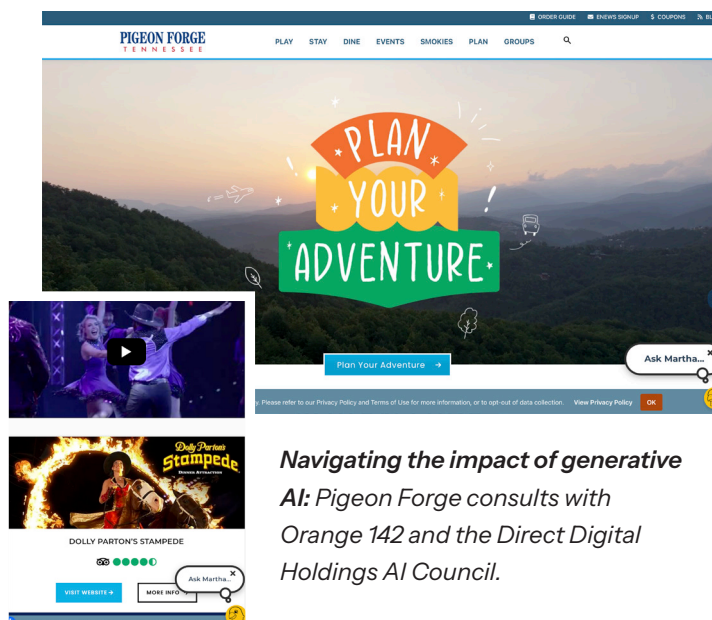 ORDER GUIDE ENEWS SIGNUP $ COUPONS
PIGEON FORGE
TENNESSEE
PLAY STAY DINE EVENTS SMOKIES PLAN GROUPS
PLAN
YOUR
ADVENTURE
Plan Your Adventure →
Ask Martha... ×
Please refer to our Privacy Policy and Terms of Use for more information, or to opt-out of data collection. View Privacy Policy OK
Dolly Parton's
Stampede
DINNER ATTRACTION
DOLLY PARTON'S STAMPEDE
Ask Martha... ×
VISIT WEBSITE → MORE INFO
Navigating the impact of generative
AI: Pigeon Forge consults with
Orange 142 and the Direct Digital
Holdings AI Council.